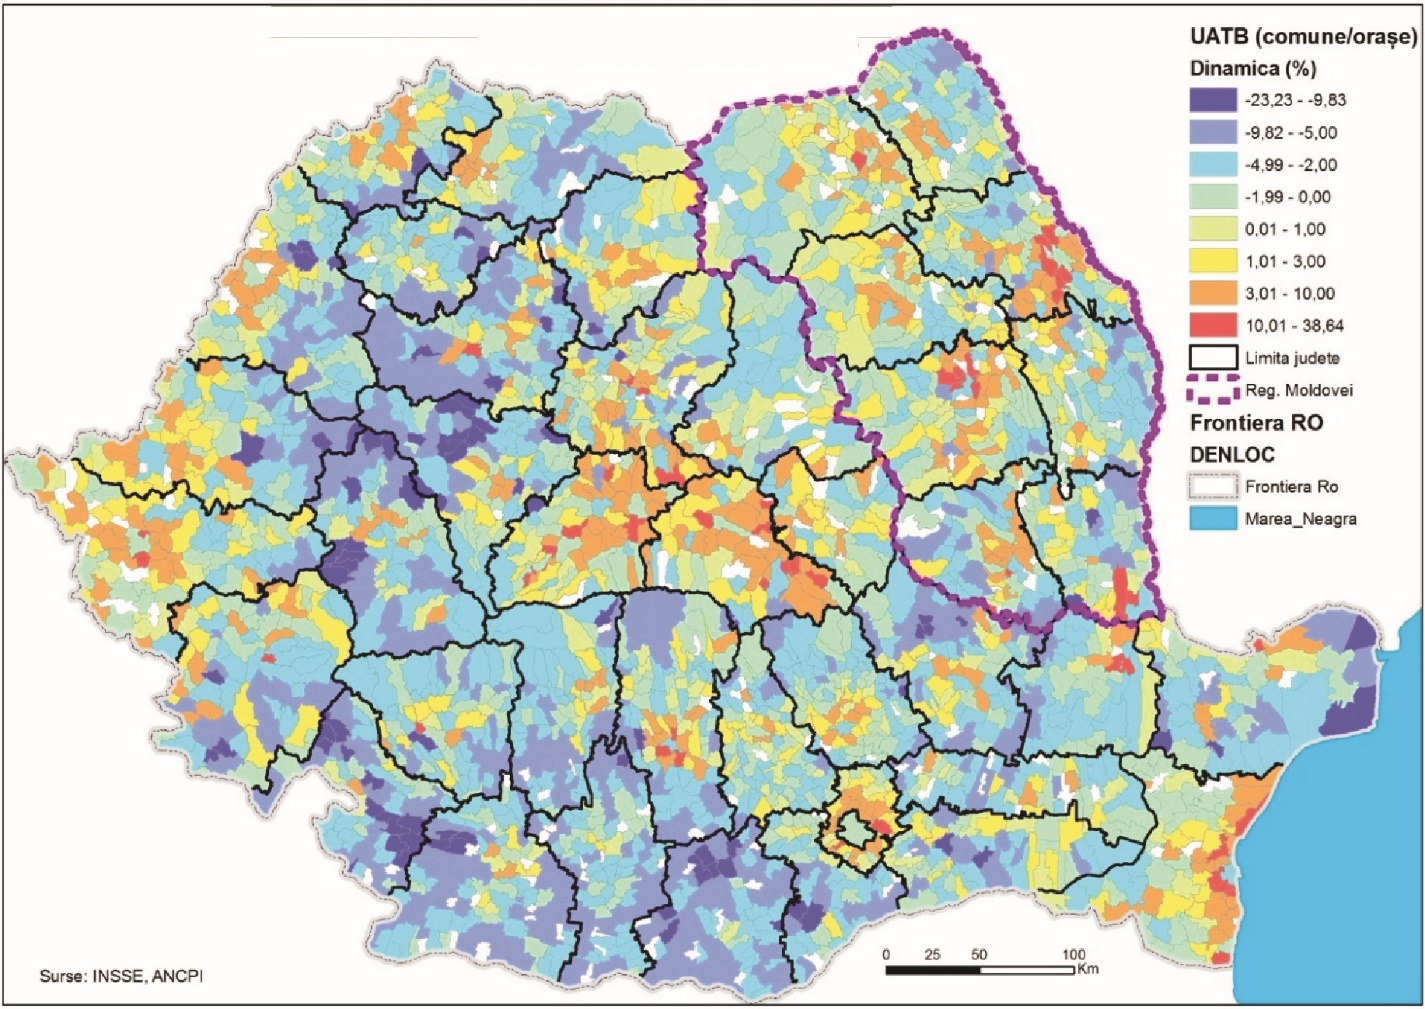 UATB (comune/orașe)
Dinamica (%)
-23,23 - -9,83
-9,82 - -5,00
-4,99 - -2,00
-1,99 - 0,00
0,01 - 1,00
1,01 - 3,00
3,01 - 10,00
10,01 - 38,64
Limita judete
Reg. Moldovei
Frontiera RO
DENLOC
Frontiera Ro
Marea_Neagra
0 25 50 100
Km
Surse: INSSE, ANCPI